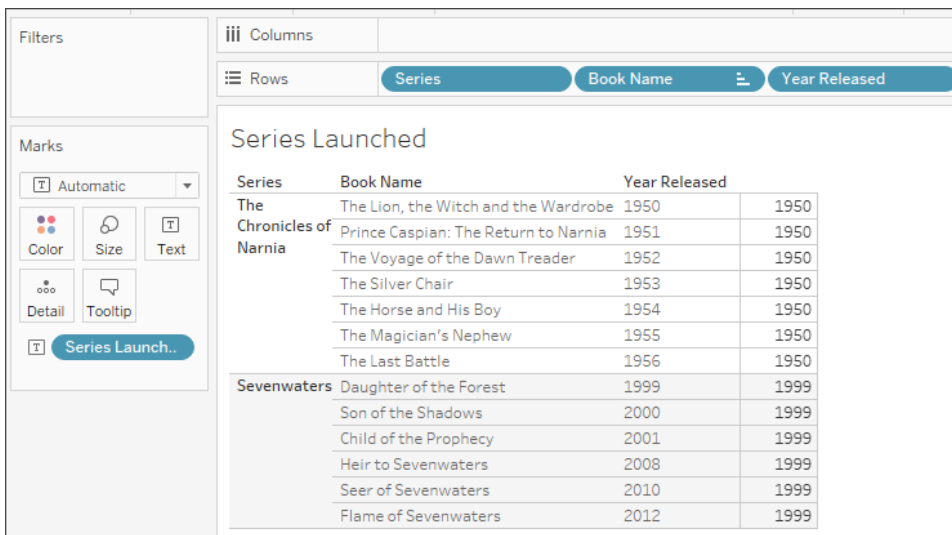 Filters
Columns
Rows
Series
Book Name
Year Released
Marks
T Automatic
Color
Size
T
Text
Detail
Tooltip
T Series Launch..
Series Launched
Series Book Name Year Released
The Chronicles of Narnia
The Lion, the Witch and the Wardrobe 1950 1950
Prince Caspian: The Return to Narnia 1951 1950
The Voyage of the Dawn Treader 1952 1950
The Silver Chair 1953 1950
The Horse and His Boy 1954 1950
The Magician's Nephew 1955 1950
The Last Battle 1956 1950
Sevenwaters Daughter of the Forest 1999 1999
Son of the Shadows 2000 1999
Child of the Prophecy 2001 1999
Heir to Sevenwaters 2008 1999
Seer of Sevenwaters 2010 1999
Flame of Sevenwaters 2012 1999